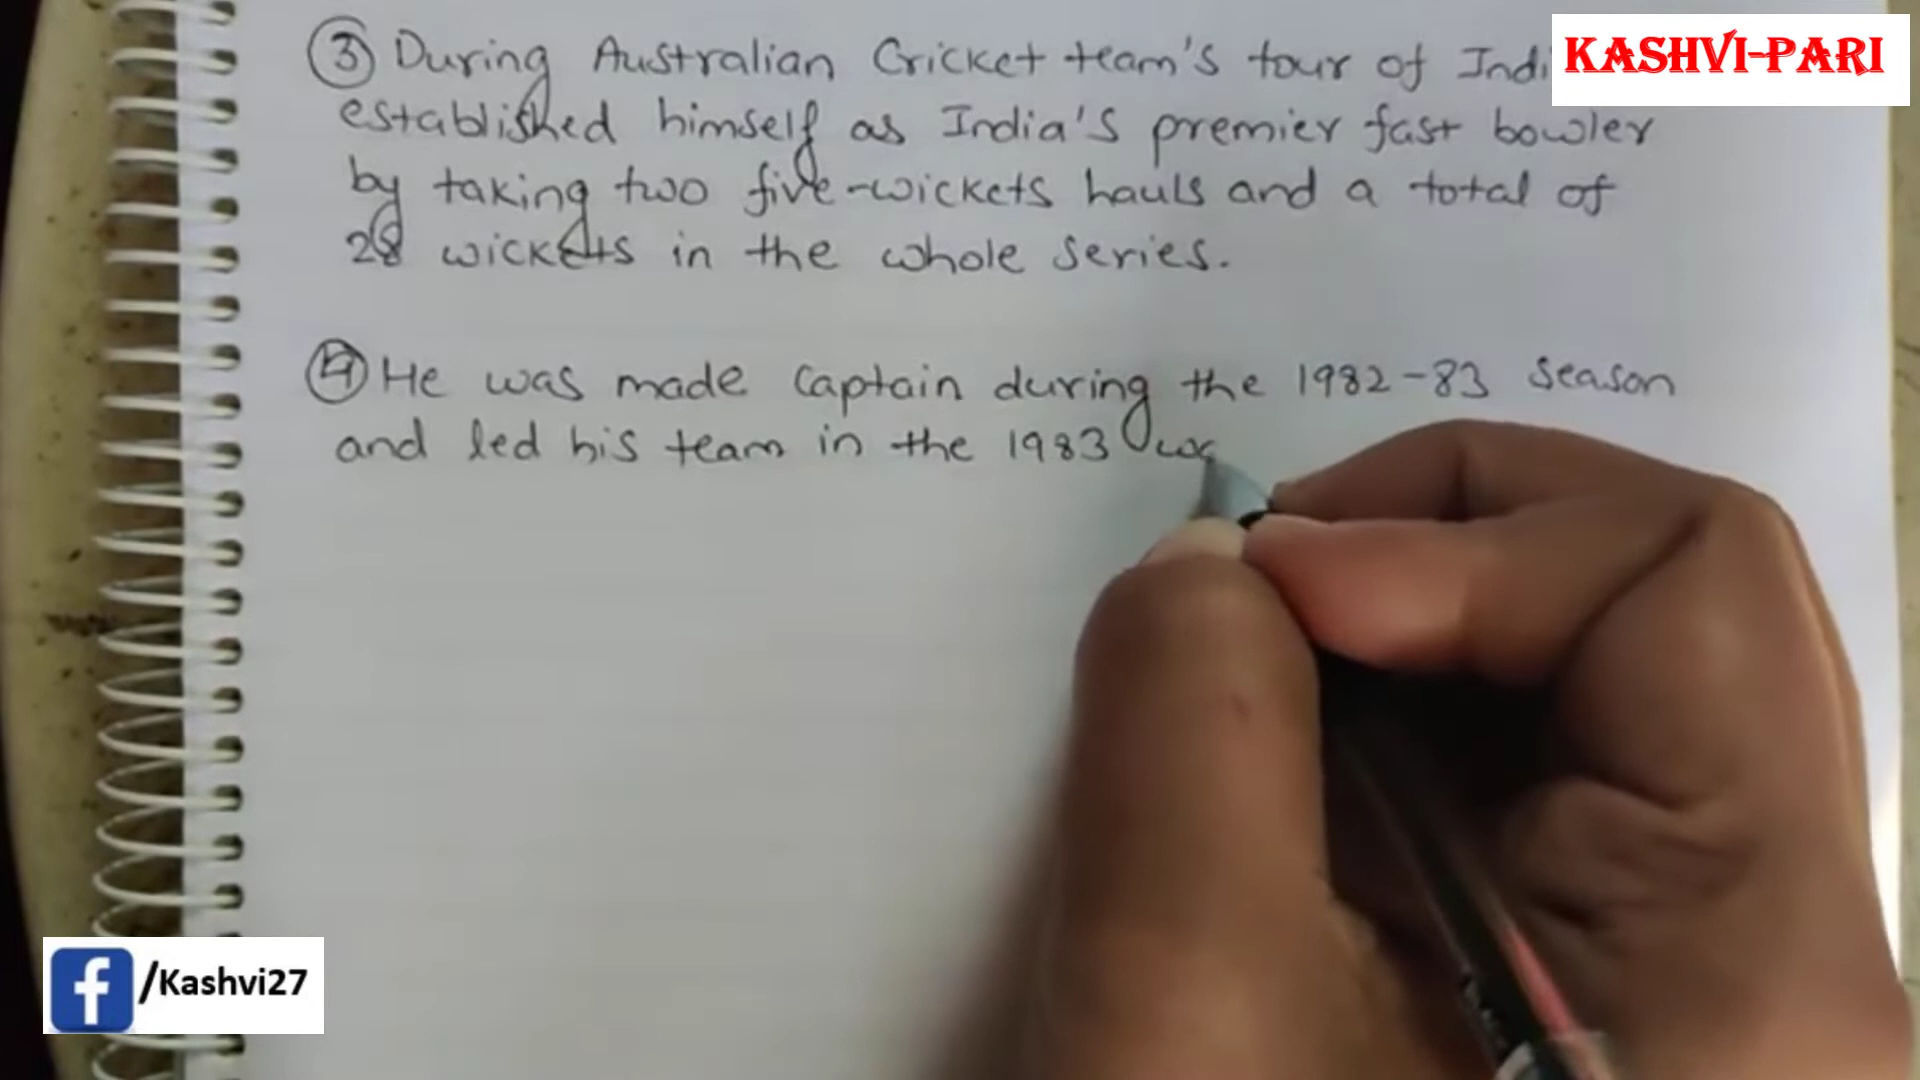 ③ During Australian Cricket team's tour of Indi
KASHVI-PARI
established himself as India's premier fast bowler
by taking two five-wickets hauls and a total of
28 wickets in the whole series.
④ He was made Captain during the 1982-83 season
and led his team in the 1983
/Kashvi27